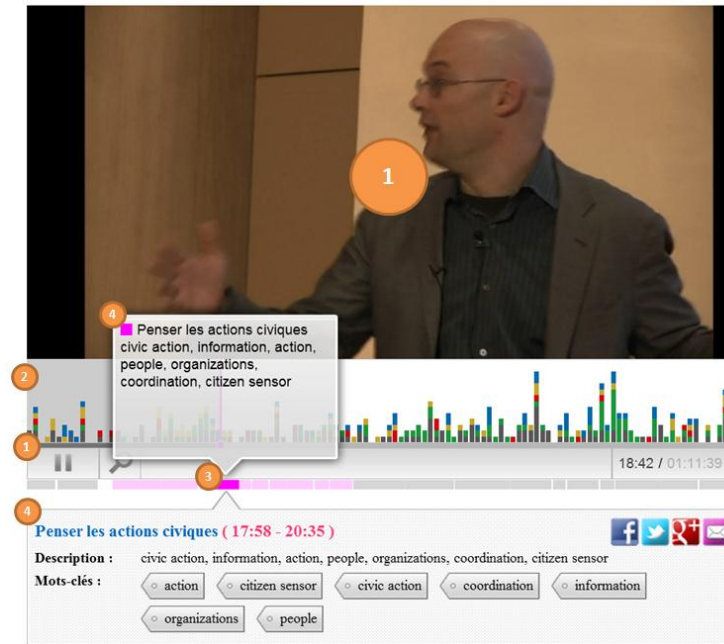 1
4
Penser les actions civiques
civic action, information, action,
people, organizations,
coordination, citizen sensor
2
1
18:42 / 01:11:39
3
4
Penser les actions civiques ( 17:58 - 20:35 )
Description : civic action, information, action, people, organizations, coordination, citizen sensor
Mots-clés : action citizen sensor civic action coordination information
organizations people